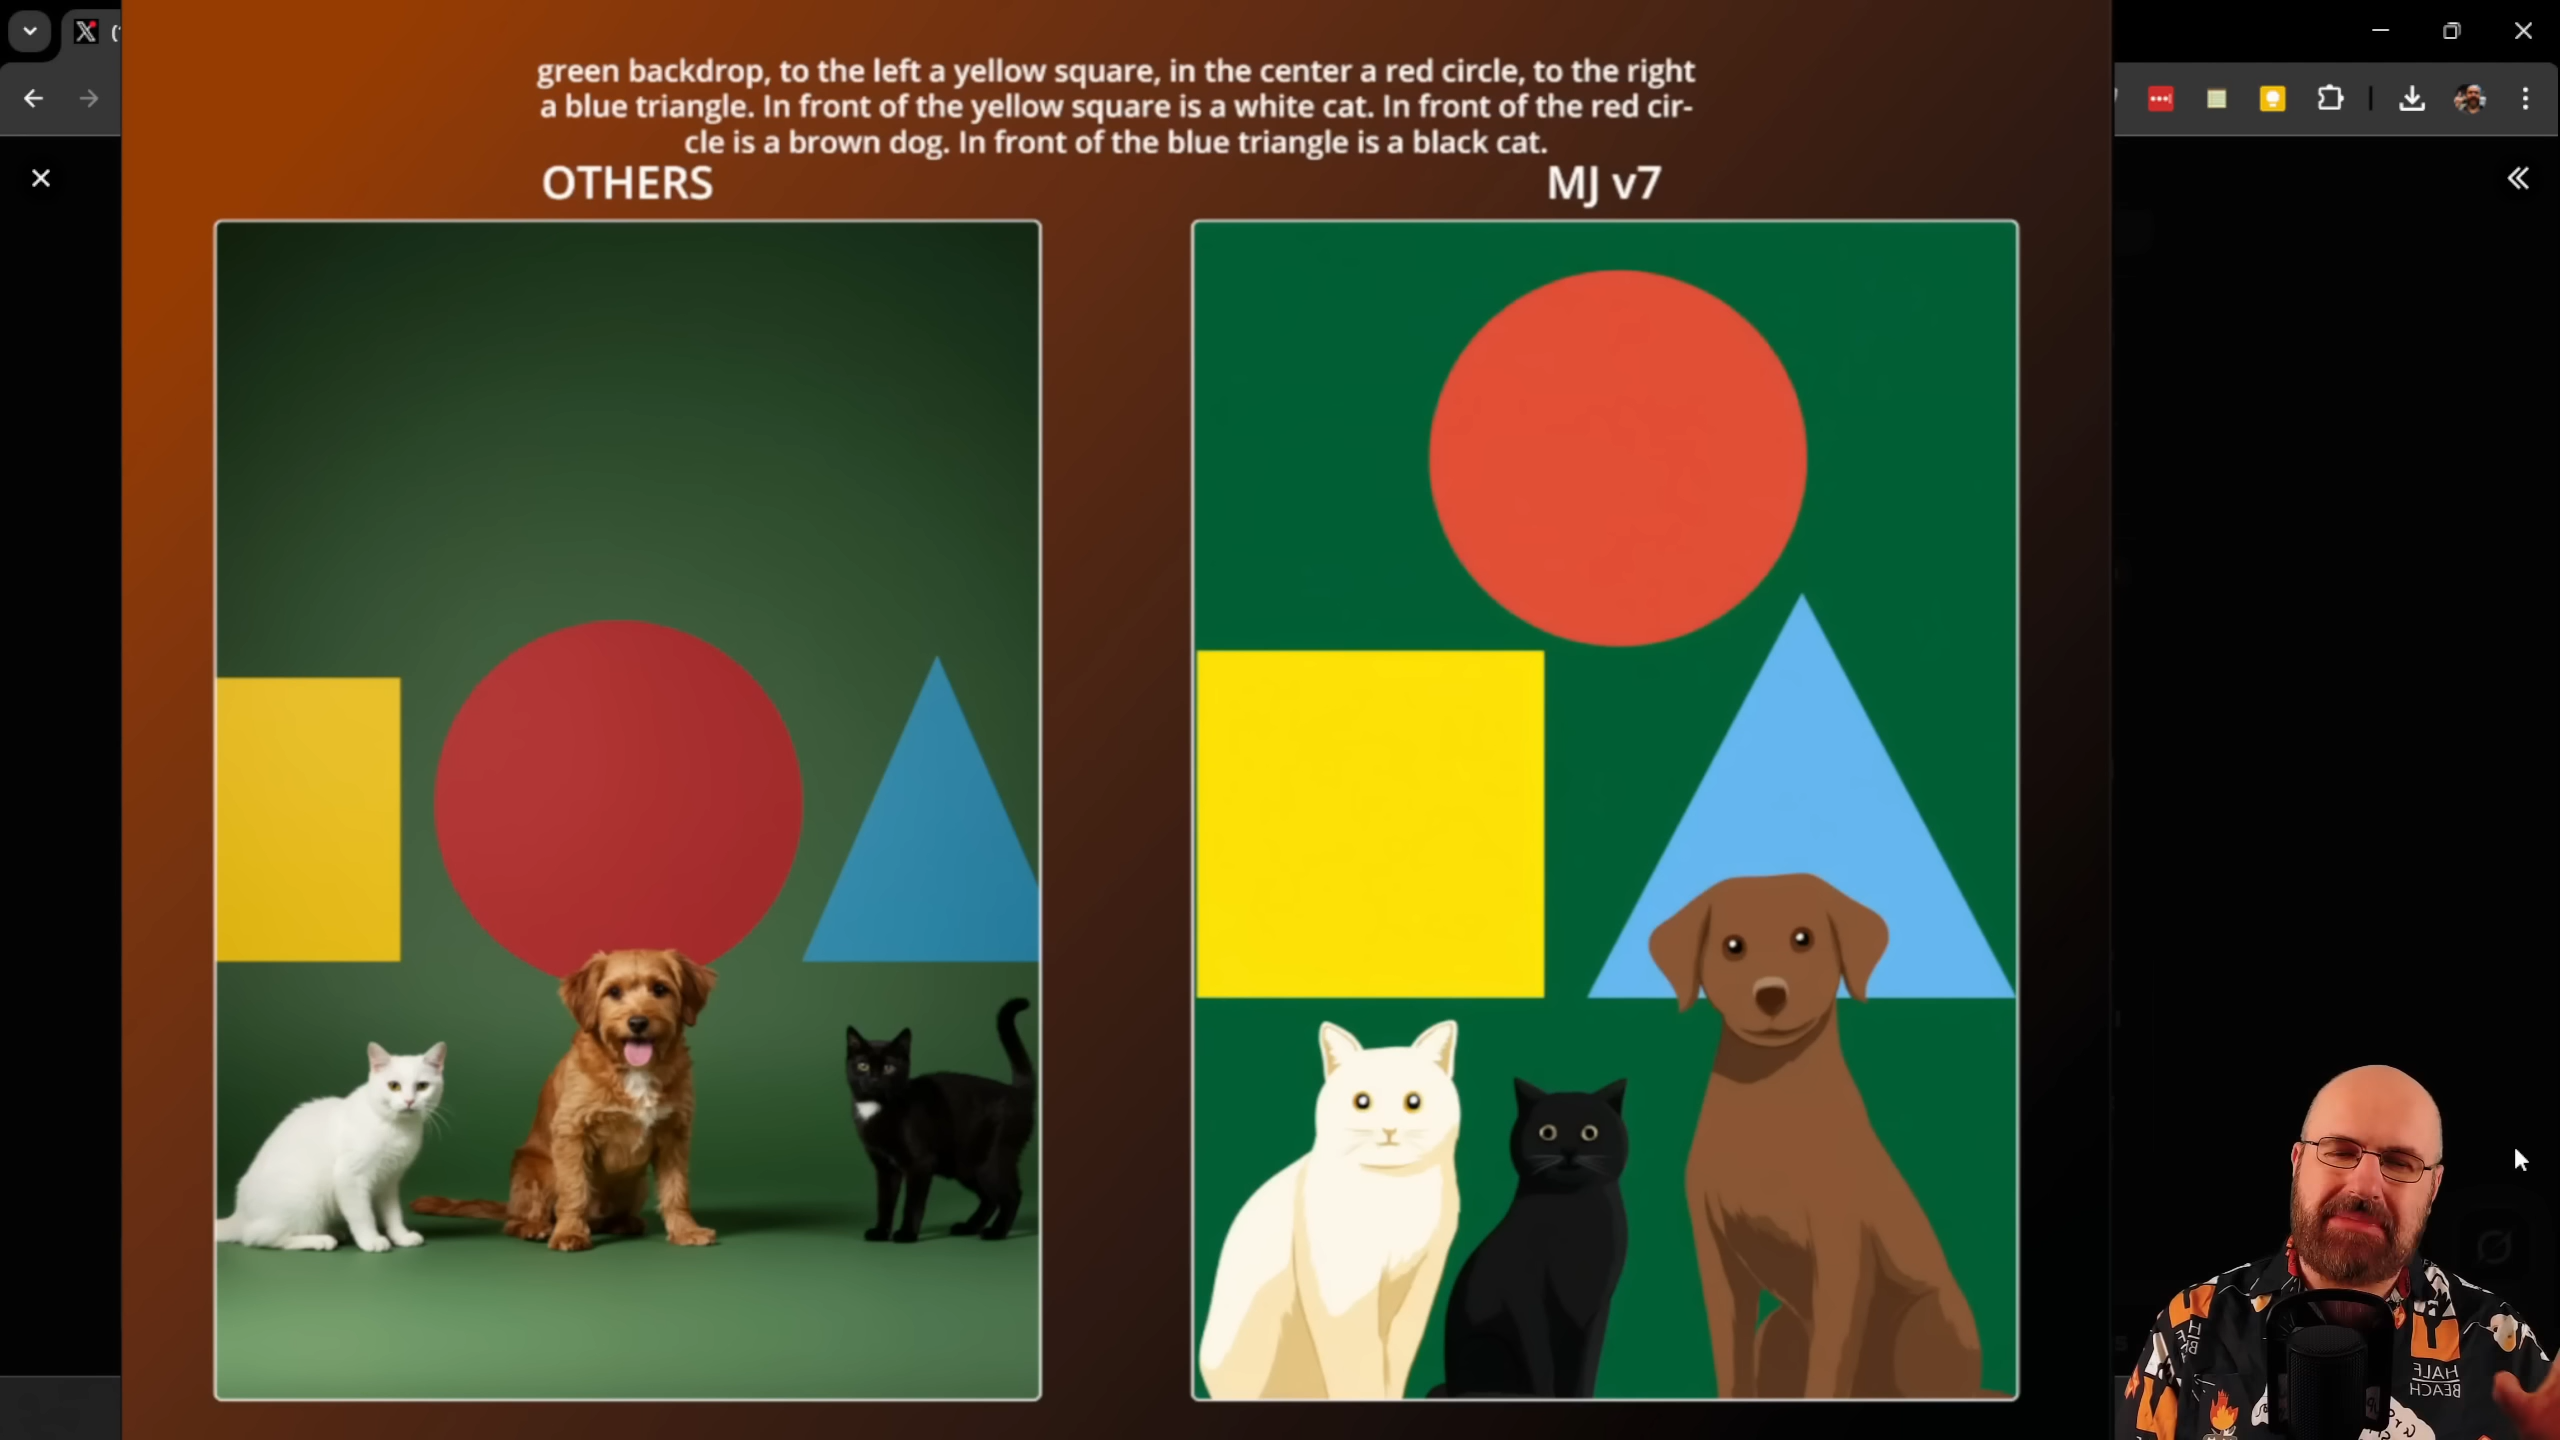 green backdrop, to the left a yellow square, in the center a red circle, to the right
a blue triangle. In front of the yellow square is a white cat. In front of the red cir-
cle is a brown dog. In front of the blue triangle is a black cat.
OTHERS
MJ v7
HALF
BEACH